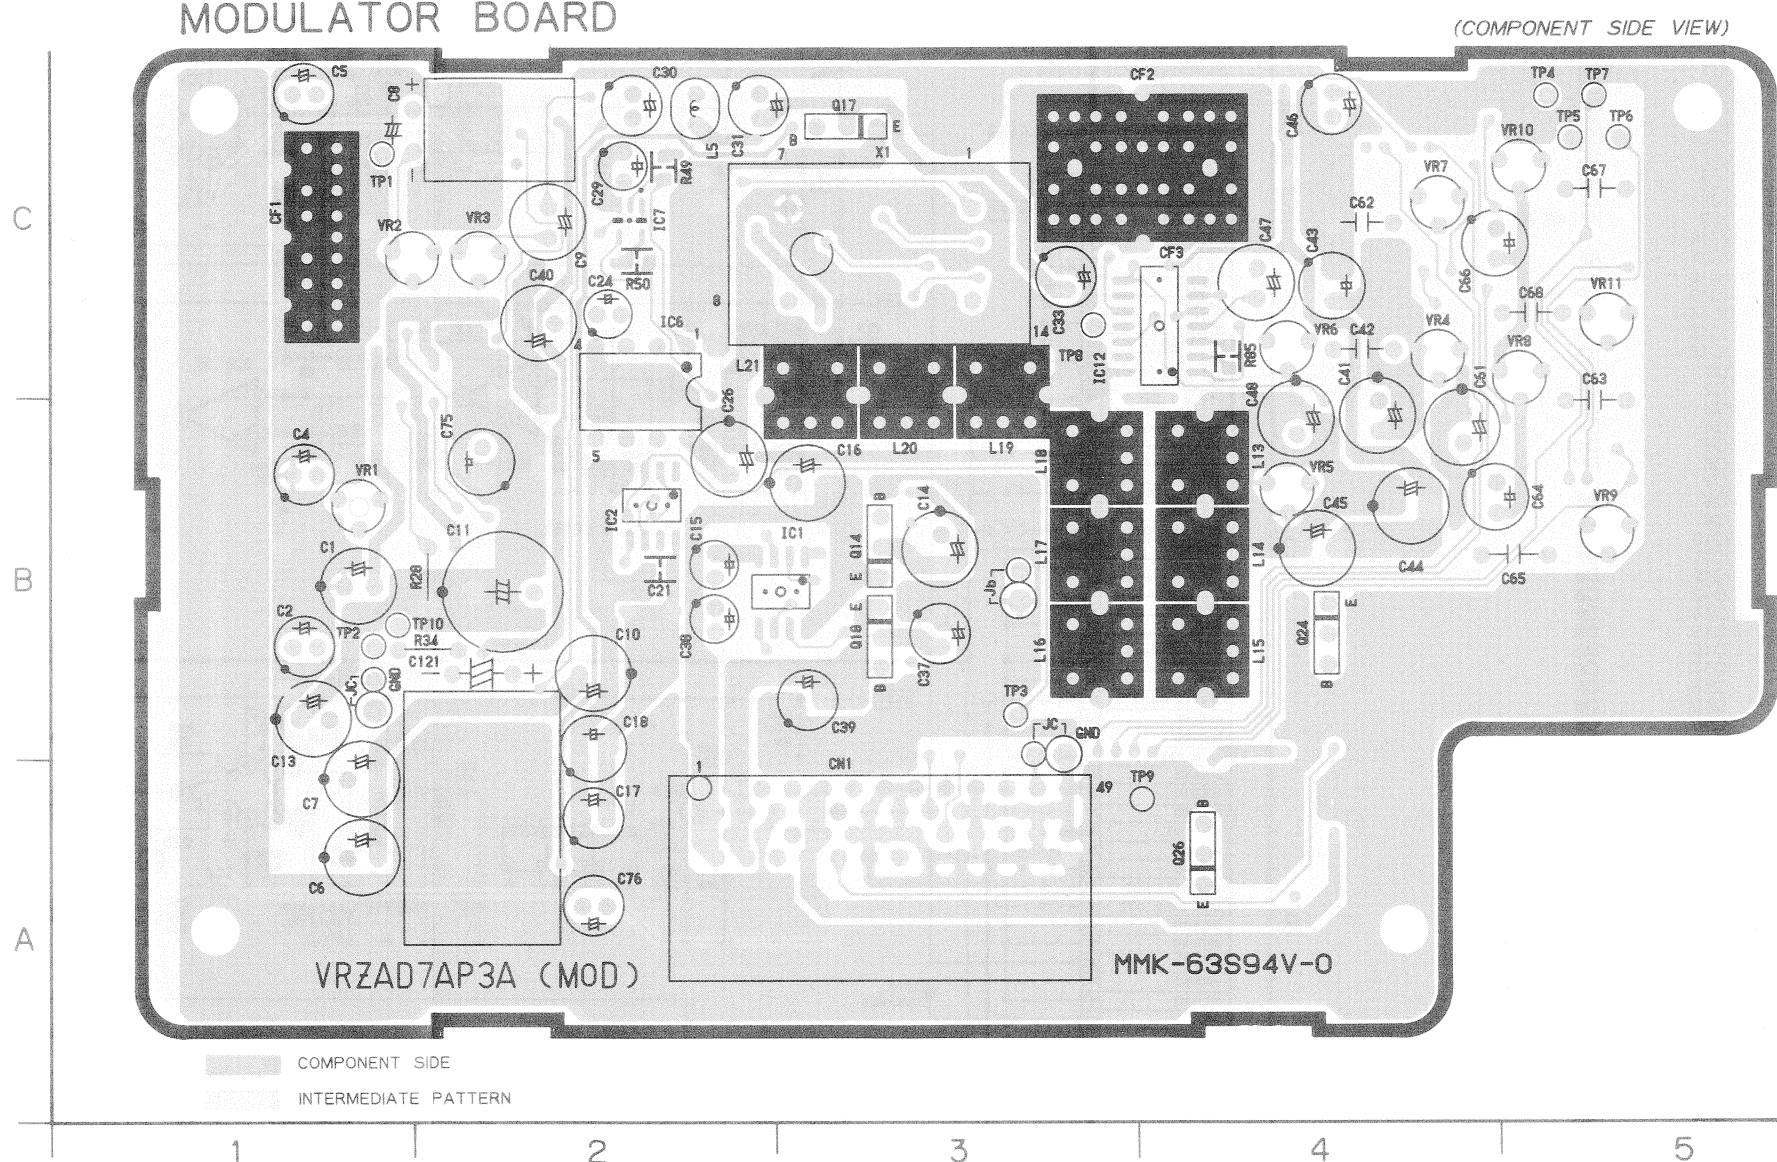 MODULATOR BOARD
(COMPONENT SIDE VIEW)
C5
C8
C30
L5
C31
Q17
B
E
X1
7
1
CF2
C46
TP4
TP7
TP5
TP6
VR10
C67
VR7
C62
TP1
CF1
C
VR2
VR3
C29
R49
IC7
C9
C40
R50
C24
IC6
1
4
8
14
C33
TP8
IC12
CF3
C47
C43
C66
C68
VR11
VR6
C42
VR4
VR8
R85
C41
C48
C61
C63
L21
C26
L20
L19
C16
L18
L13
VR5
C45
C64
VR9
C4
C75
VR1
5
IC2
C15
IC1
B
Q14
E
C14
L17
L14
C44
C65
C1
C11
R28
C21
Jb
B
C2
TP2
TP10
R34
C121
+
C10
C38
E
Q18
B
C37
L16
L15
E
Q24
B
JC
GND
C18
C39
TP3
JC
GND
C13
C7
C17
1
CN1
49
TP9
B
Q26
E
C6
C76
A
VRZAD7AP3A (MOD)
MMK-63S94V-0
COMPONENT SIDE
INTERMEDIATE PATTERN
1
2
3
4
5